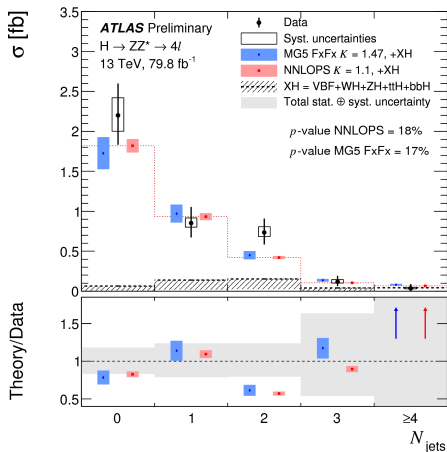 σ [fb]
3.5
3
2.5
2
1.5
1
0.5
0
ATLAS Preliminary
H → ZZ* → 4l
13 TeV, 79.8 fb⁻¹
Data
Syst. uncertainties
MG5 FxFx K = 1.47, +XH
NNLOPS K = 1.1, +XH
XH = VBF+WH+ZH+ttH+bbH
Total stat. ⊕ syst. uncertainty
p-value NNLOPS = 18%
p-value MG5 FxFx = 17%
Theory/Data
1.5
1
0.5
0 1 2 3 ≥4
N jets